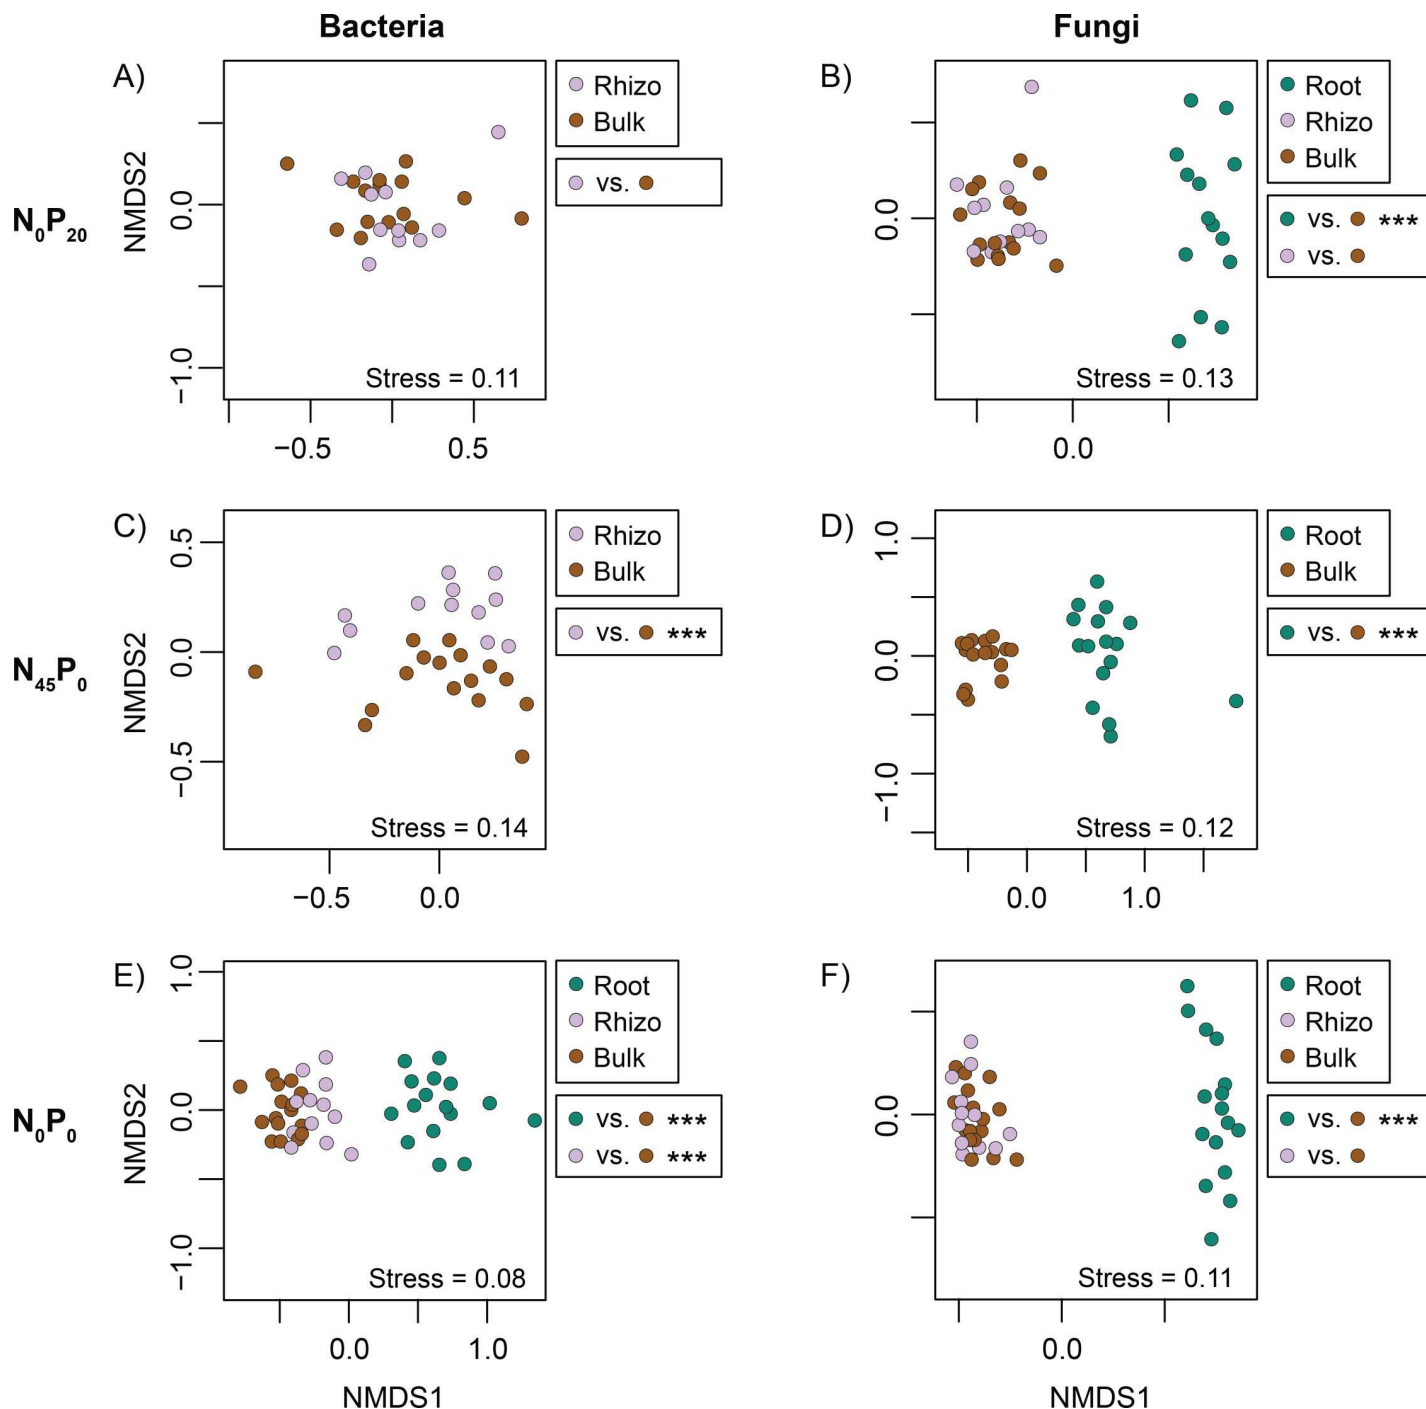 Bacteria
Fungi
N0P20
A)
NMDS2
0.0
−1.0
−0.5
0.5
Stress = 0.11
Rhizo
Bulk
vs.
B)
0.0
0.0
Stress = 0.13
Root
Rhizo
Bulk
vs. ***
vs.
N45P0
C)
NMDS2
0.5
0.0
−0.5
−0.5
0.0
Stress = 0.14
Rhizo
Bulk
vs. ***
D)
1.0
0.0
−1.0
0.0
1.0
Stress = 0.12
Root
Bulk
vs. ***
N0P0
E)
NMDS2
1.0
0.0
−1.0
0.0
1.0
Stress = 0.08
NMDS1
Root
Rhizo
Bulk
vs. ***
vs. ***
F)
0.0
0.0
Stress = 0.11
NMDS1
Root
Rhizo
Bulk
vs. ***
vs.